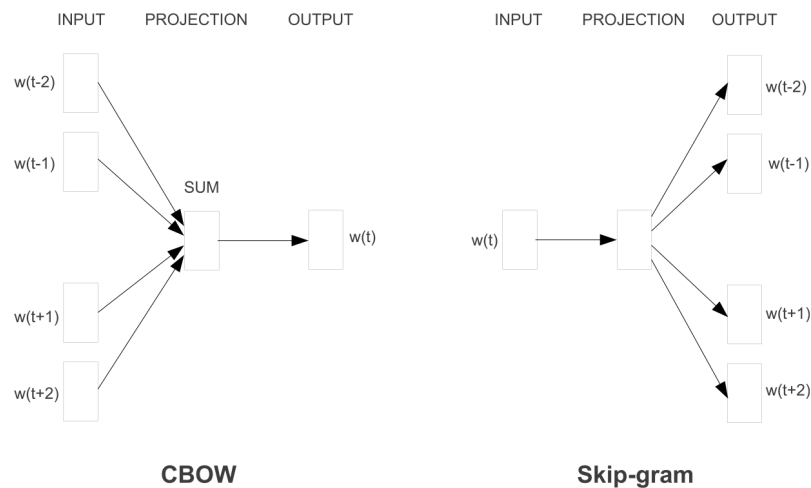 INPUT PROJECTION OUTPUT
w(t-2)
w(t-1)
SUM
w(t)
w(t+1)
w(t+2)
CBOW
INPUT PROJECTION OUTPUT
w(t-2)
w(t-1)
w(t)
w(t+1)
w(t+2)
Skip-gram